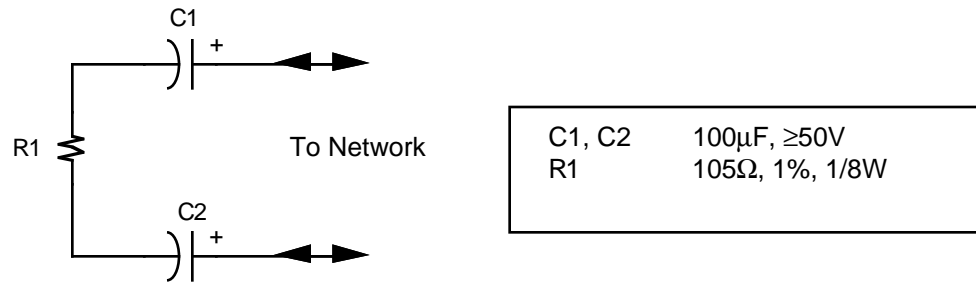 C1
+
R1
To Network
C2
+
C1, C2 100μF, ≥50V
R1 105Ω, 1%, 1/8W